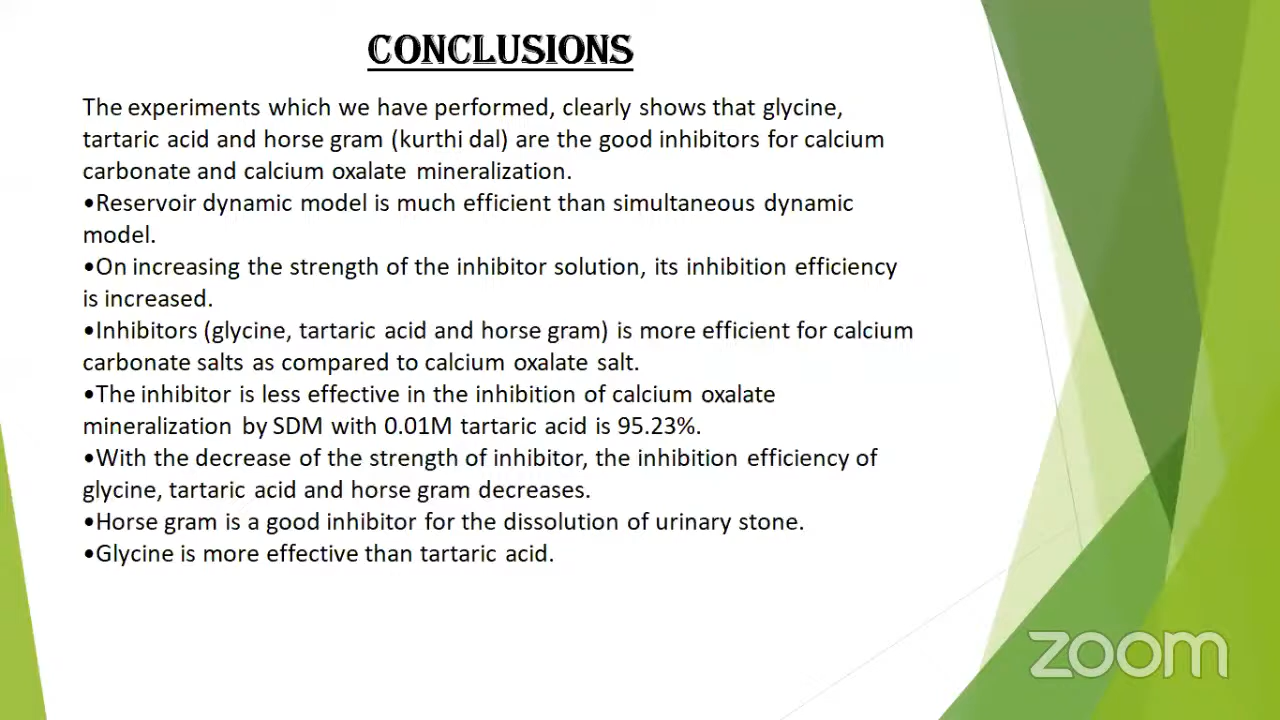 CONCLUSIONS
The experiments which we have performed, clearly shows that glycine,
tartaric acid and horse gram (kurthi dal) are the good inhibitors for calcium
carbonate and calcium oxalate mineralization.
•Reservoir dynamic model is much efficient than simultaneous dynamic
model.
•On increasing the strength of the inhibitor solution, its inhibition efficiency
is increased.
•Inhibitors (glycine, tartaric acid and horse gram) is more efficient for calcium
carbonate salts as compared to calcium oxalate salt.
•The inhibitor is less effective in the inhibition of calcium oxalate
mineralization by SDM with 0.01M tartaric acid is 95.23%.
•With the decrease of the strength of inhibitor, the inhibition efficiency of
glycine, tartaric acid and horse gram decreases.
•Horse gram is a good inhibitor for the dissolution of urinary stone.
•Glycine is more effective than tartaric acid.
zoom